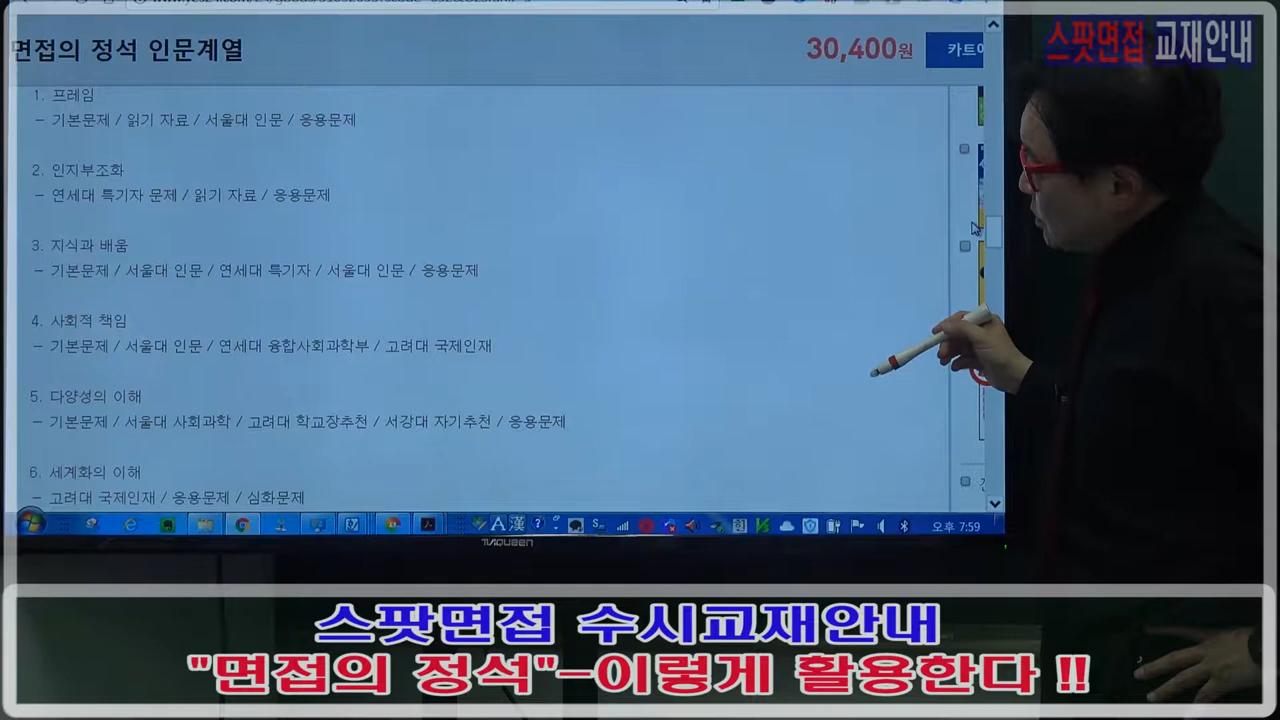 면접의 정석 인문계열
30,400원
카트에
스팟면접 교재안내
1. 프레임
- 기본문제 / 읽기 자료 / 서울대 인문 / 응용문제
2. 인지부조화
- 연세대 특기자 문제 / 읽기 자료 / 응용문제
3. 지식과 배움
- 기본문제 / 서울대 인문 / 연세대 특기자 / 서울대 인문 / 응용문제
4. 사회적 책임
- 기본문제 / 서울대 인문 / 연세대 융합사회과학부 / 고려대 국제인재
5. 다양성의 이해
- 기본문제 / 서울대 사회과학 / 고려대 학교장추천 / 서강대 자기추천 / 응용문제
6. 세계화의 이해
- 고려대 국제인재 / 응용문제 / 심화문제
A 漢
오후 7:59
TVAQUEEN
스팟면접 수시교재안내
"면접의 정석"-이렇게 활용한다 !!